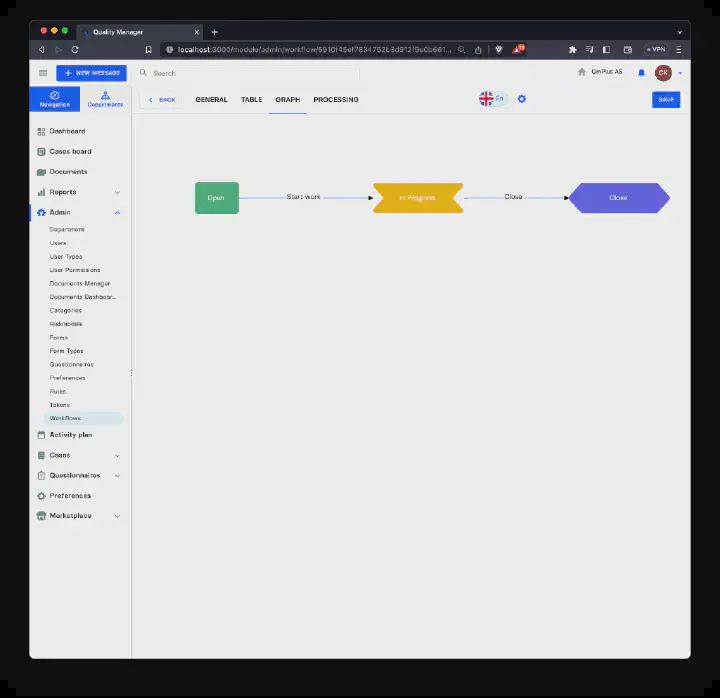 Quality Manager
localhost:3000/module/admin/workflow/
VPN
NEW MESSAGE
Search
QmPlus AS
CK
Navigation
Departments
BACK
GENERAL
TABLE
GRAPH
PROCESSING
En
SAVE
Dashboard
Cases board
Documents
Reports
Admin
Department
Users
User Types
User Permissions
Documents Manager
Documents Dashboar...
Categories
Riskmodels
Forms
Form Types
Questionnaires
Preferences
Rules
Tokens
Workflows
Activity plan
Cases
Questionnaires
Preferences
Marketplace
Open
Start work
In Progress
Close
Close